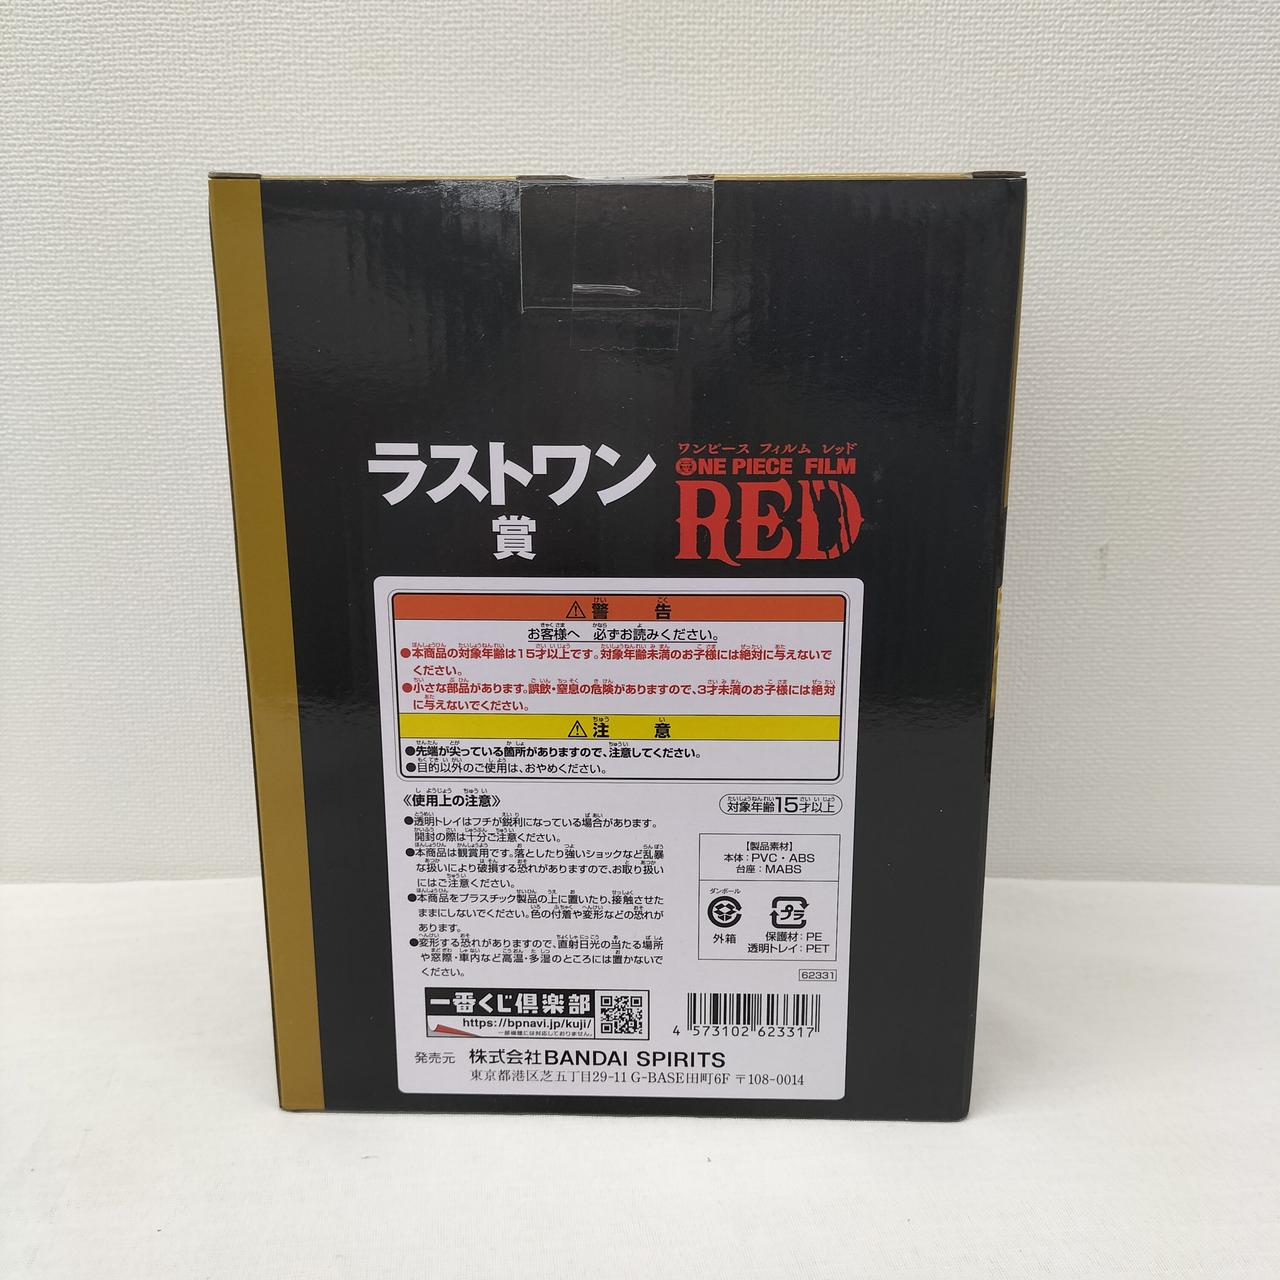 ラストワン
賞
ワンピース フィルム レッド
ONE PIECE FILM
RED
⚠警告
お客様へ 必ずお読みください。
●本商品の対象年齢は15才以上です。対象年齢未満のお子様には絶対に与えないで
ください。
●小さな部品があります。誤飲・窒息の危険がありますので、3才未満のお子様には絶対
に与えないでください。
⚠注意
●先端が尖っている箇所がありますので、注意してください。
●目的以外のご使用は、おやめください。
《使用上の注意》
対象年齢15才以上
●透明トレイはフチが鋭利になっている場合があります。
開封の際は十分ご注意ください。
●本商品は観賞用です。落としたり強いショックなど乱暴
な扱いにより破損する恐れがありますので、お取り扱い
にはご注意ください。
●本商品をプラスチック製品の上に置いたり、接触させた
ままにしないでください。色の付着や変形などの恐れが
あります。
●変形する恐れがありますので、直射日光の当たる場所
や窓際・車内など高温・多湿のところには置かないで
ください。
【製品素材】
本体：PVC・ABS
台座：MABS
ダンボール
外箱
プラ
保護材：PE
透明トレイ：PET
62331
一番くじ倶楽部
https://bpnavi.jp/kuji/
一部機種には対応しておりません。
4 573102 623317
発売元 株式会社BANDAI SPIRITS
東京都港区芝五丁目29-11 G-BASE田町6F 〒108-0014